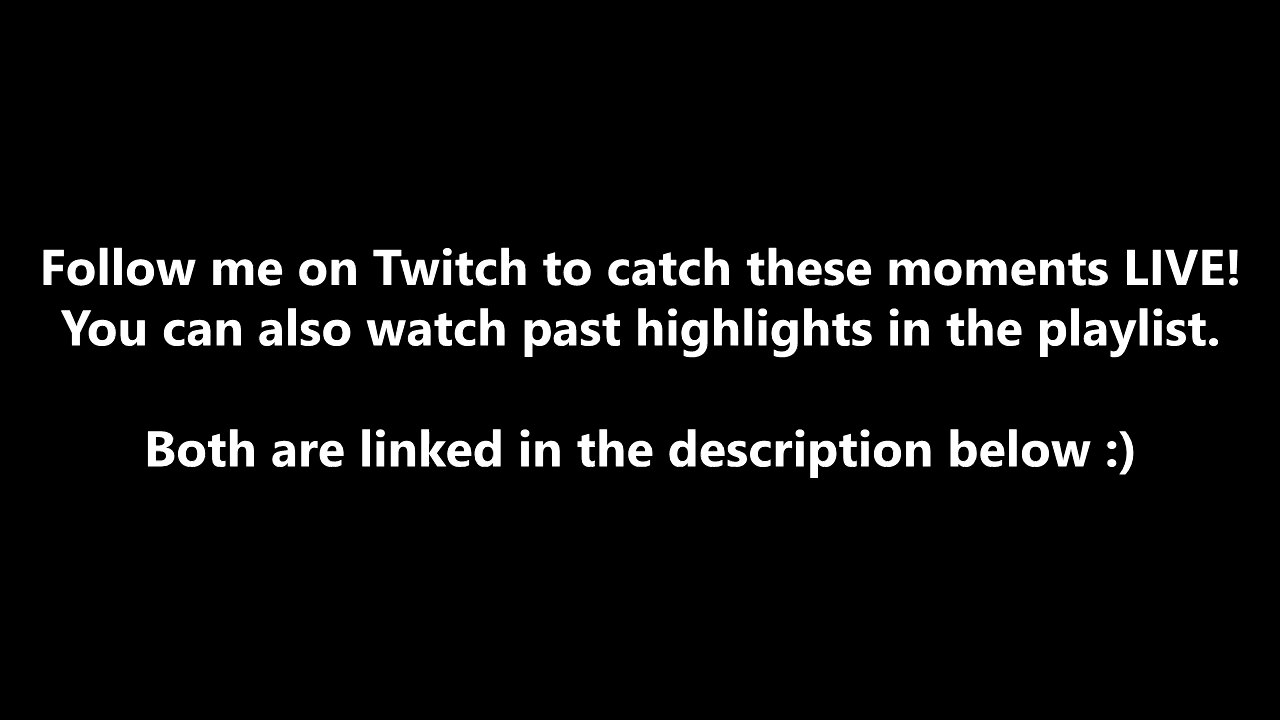 Follow me on Twitch to catch these moments LIVE!
You can also watch past highlights in the playlist.
Both are linked in the description below :)